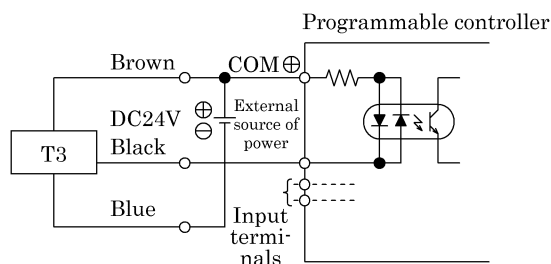 Programmable controller
Brown
COM⊕
DC24V
⊕
⊖
External
source of
power
T3
Black
Blue
Input
termi-
nals